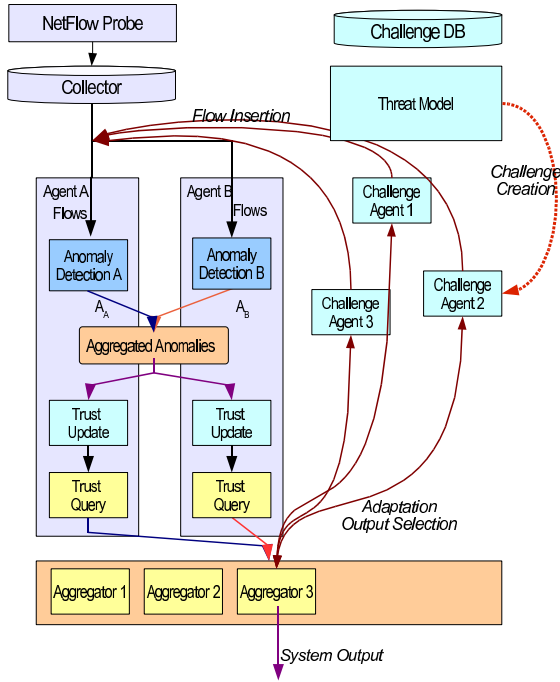 NetFlow Probe
Challenge DB
Collector
Threat Model
Flow Insertion
Challenge
Creation
Agent A
Agent B
Challenge
Agent 1
Flows
Flows
Anomaly
Detection A
Anomaly
Detection B
Challenge
Agent 2
Challenge
Agent 3
A_A
A_B
Aggregated Anomalies
Trust
Update
Trust
Update
Trust
Query
Trust
Query
Adaptation
Output Selection
Aggregator 1
Aggregator 2
Aggregator 3
System Output